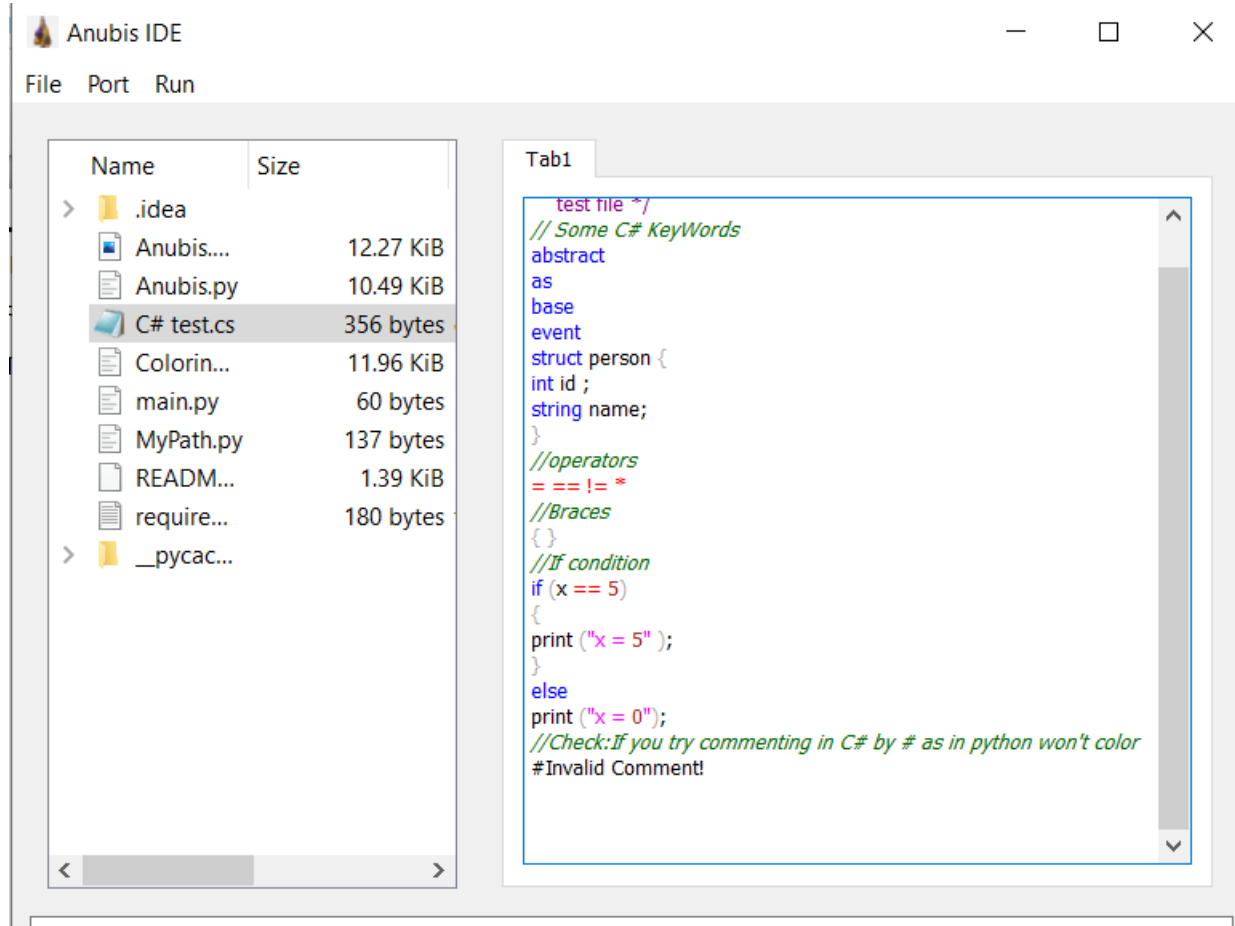 Anubis IDE
File Port Run
Name Size
.idea
Anubis.... 12.27 KiB
Anubis.py 10.49 KiB
C# test.cs 356 bytes
Colorin... 11.96 KiB
main.py 60 bytes
MyPath.py 137 bytes
READM... 1.39 KiB
require... 180 bytes
__pycac...
Tab1
test file */
// Some C# KeyWords
abstract
as
base
event
struct person {
int id ;
string name;
}
//operators
= == != *
//Braces
{ }
//If condition
if (x == 5)
{
print ("x = 5" );
}
else
print ("x = 0");
//Check:If you try commenting in C# by # as in python won't color
#Invalid Comment!